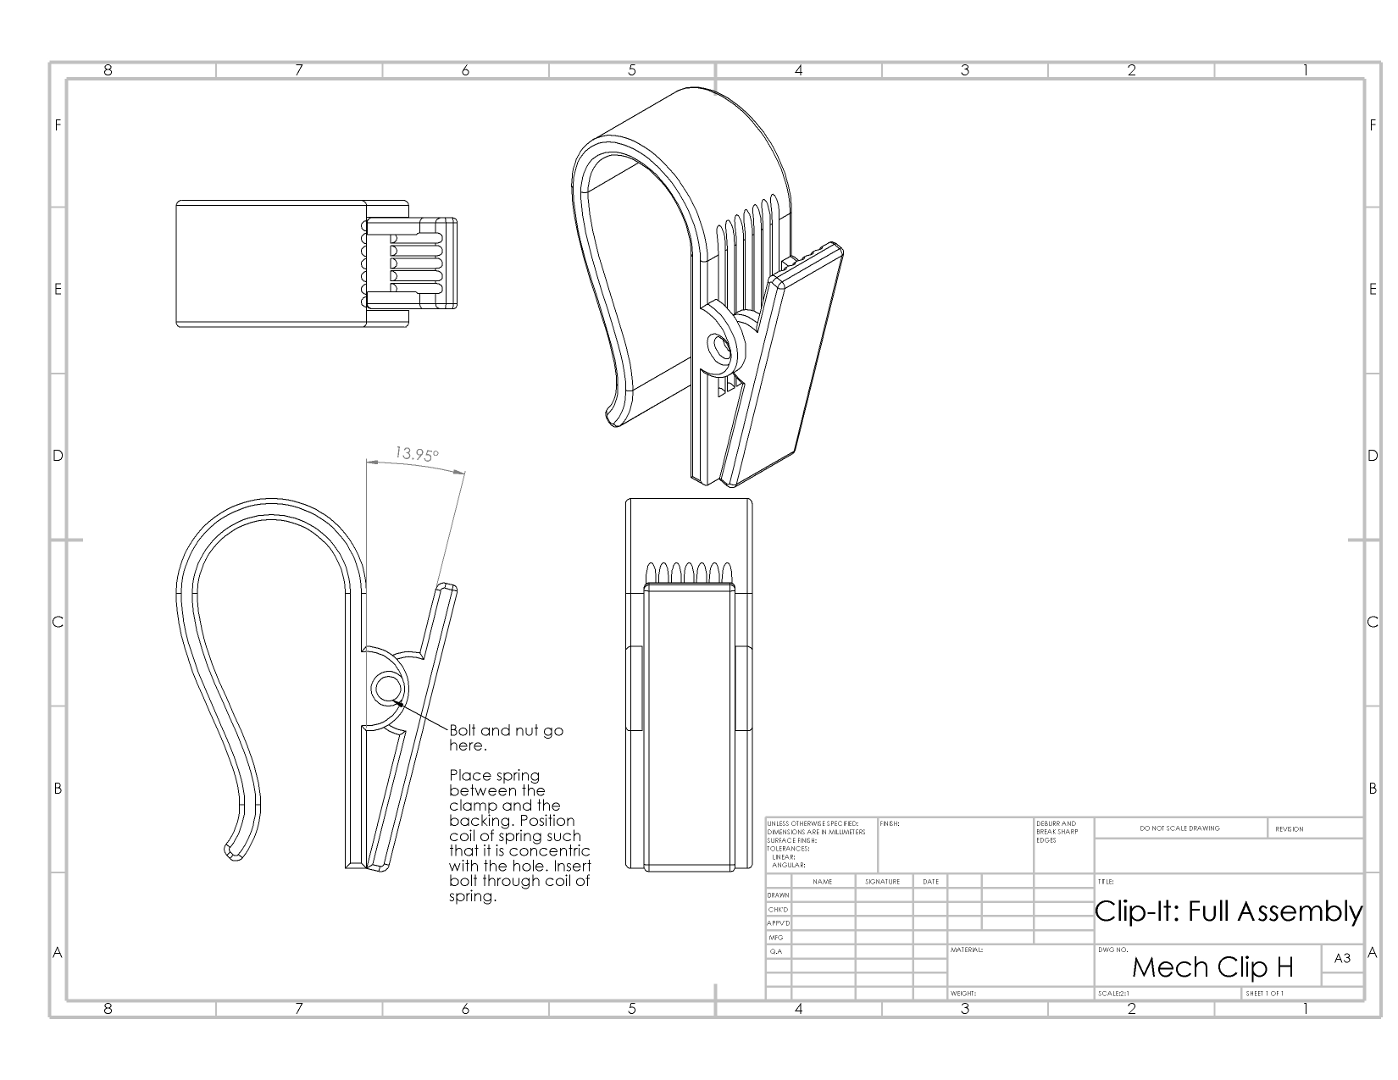 8 7 6 5 4 3 2 1
F F
E E
D D
C C
B B
A A
13.95°
Bolt and nut go
here.
Place spring
between the
clamp and the
backing. Position
coil of spring such
that it is concentric
with the hole. Insert
bolt through coil of
spring.
UNLESS OTHERWISE SPECIFIED:
DIMENSIONS ARE IN MILLIMETERS
SURFACE FINISH:
TOLERANCES:
LINEAR:
ANGULAR:
FINISH:
DEBURR AND
BREAK SHARP
EDGES
DO NOT SCALE DRAWING
REVISION
NAME SIGNATURE DATE
DRAWN
CHK'D
APPV'D
MFG
Q.A
TITLE:
Clip-It: Full Assembly
MATERIAL:
DWG NO.
Mech Clip H
A3
WEIGHT:
SCALE:2:1
SHEET 1 OF 1
8 7 6 5 4 3 2 1